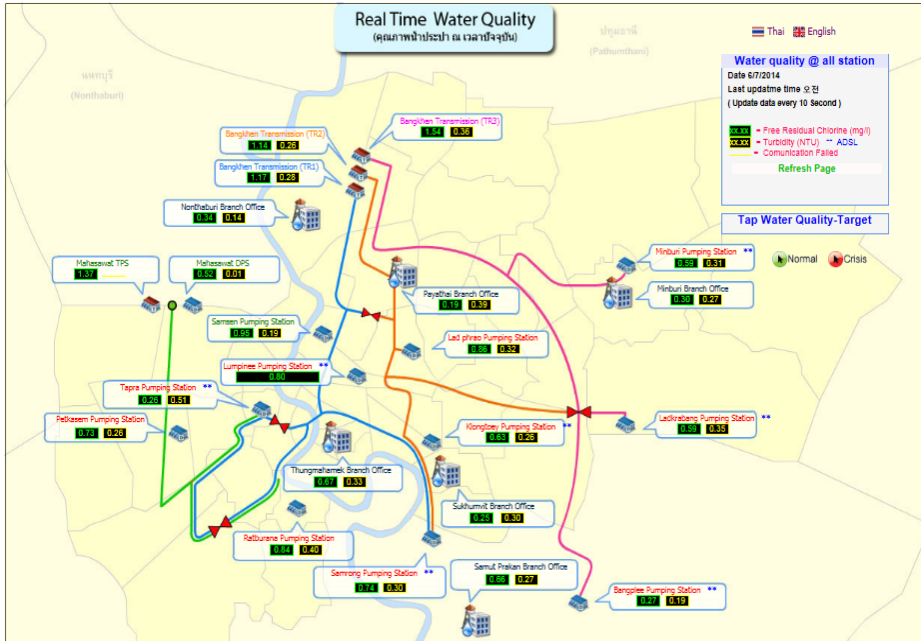 Real Time Water Quality
(คุณภาพน้ำประปา ณ เวลาปัจจุบัน)
ปทุมธานี
(Pathumthani)
นนทบุรี
(Nonthaburi)
Thai English
Water quality @ all station
Date 6/7/2014
Last updatme time 오전
( Update data every 10 Second )
xx.xx = Free Residual Chlorine (mg/l)
xx.xx = Turbidity (NTU) ** ADSL
= Comunication Failed
Refresh Page
Tap Water Quality-Target
Normal Crisis
Bangkhen Transmission (TR3)
1.54 0.36
Bangkhen Transmission (TR2)
1.14 0.26
Bangkhen Transmission (TR1)
1.17 0.28
Nonthaburi Branch Office
0.34 0.14
Mahasawat TPS
1.37
Mahasawat DPS
0.52 0.01
Minburi Pumping Station **
0.59 0.31
Minburi Branch Office
0.30 0.27
Payathai Branch Office
0.19 0.39
Samsen Pumping Station
0.95 0.19
Lad phrao Pumping Station
0.86 0.32
Lumpinee Pumping Station **
0.80
Tapra Pumping Station **
0.26 0.51
Petkasem Pumping Station
0.73 0.26
Klongtoey Pumping Station **
0.63 0.26
Ladkrabang Pumping Station **
0.59 0.35
Thungmahamek Branch Office
0.67 0.33
Sukhumvit Branch Office
0.25 0.30
Ratburana Pumping Station
0.84 0.40
Samrong Pumping Station **
0.74 0.30
Samut Prakan Branch Office
0.66 0.27
Bangplee Pumping Station **
0.27 0.19